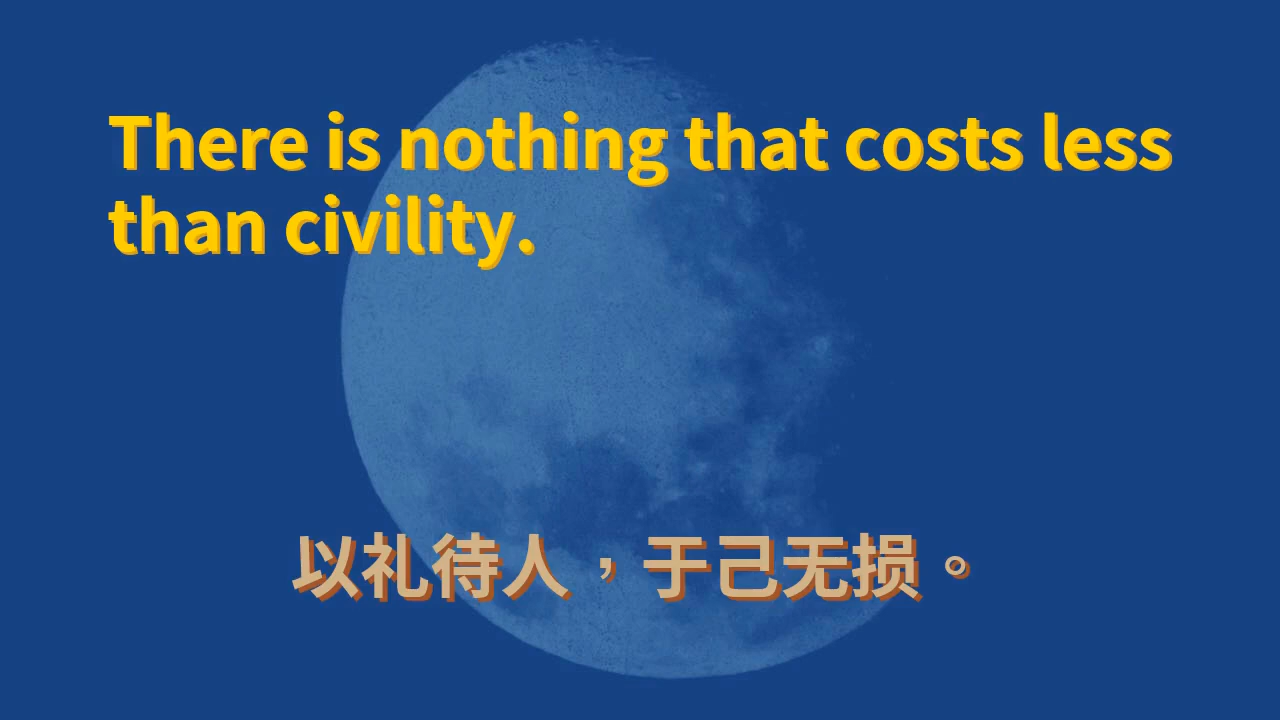 There is nothing that costs less
than civility.
以礼待人，于己无损。